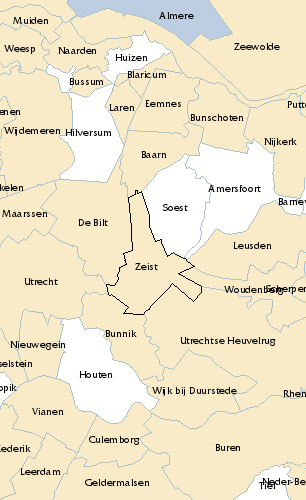 Almere
Muiden
Weesp
Naarden
Zeewolde
Huizen
Blaricum
Bussum
Laren
Eemnes
Putte
Bunschoten
enen
Wijdemeren
Hilversum
Nijkerk
Baarn
kelen
Amersfoort
Barnev
Maarssen
Soest
De Bilt
Leusden
Zeist
Utrecht
Woudenberg
Scherpen
Bunnik
Nieuwegein
Utrechtse Heuvelrug
selstein
Houten
opik
Wijk bij Duurstede
Rhen
Vianen
Culemborg
ederik
Buren
Leerdam
Geldermalsen
Tiel
Neder-Be